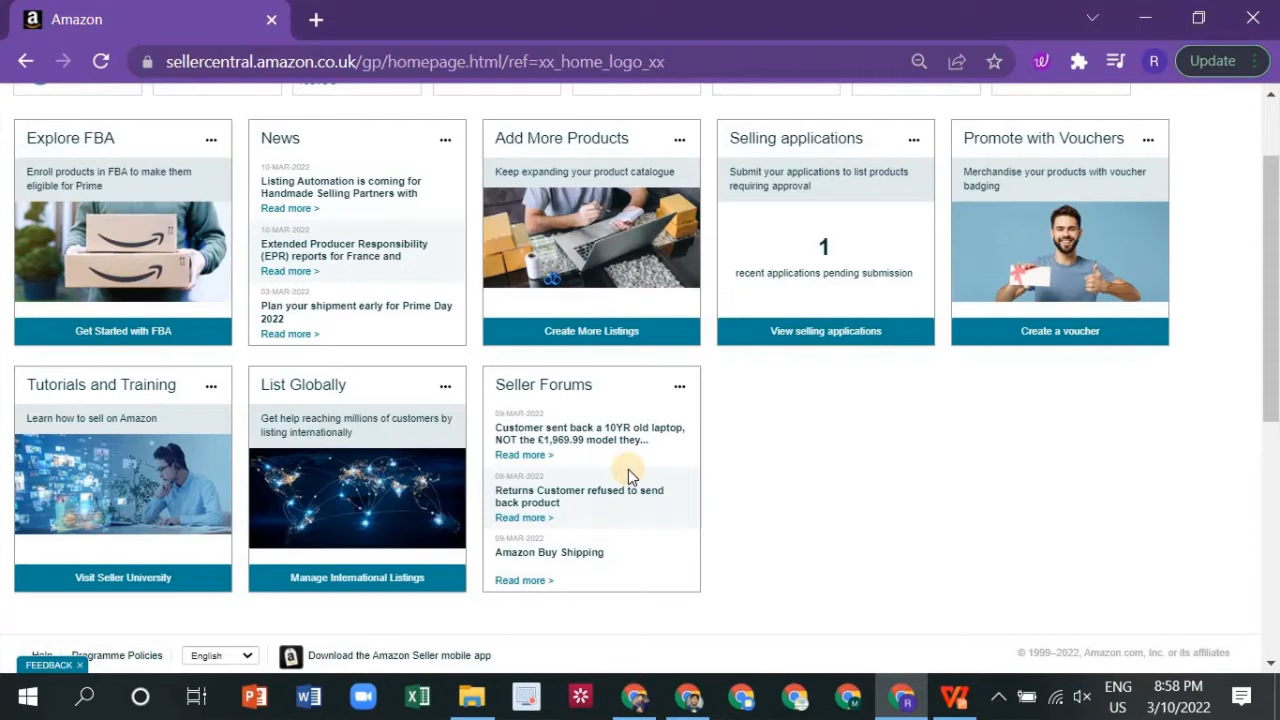 Amazon
sellercentral.amazon.co.uk/gp/homepage.html/ref=xx_home_logo_xx
R
Update
Explore FBA
Enroll products in FBA to make them
eligible for Prime
Get Started with FBA
News
10-MAR-2022
Listing Automation is coming for
Handmade Selling Partners with
Read more >
10-MAR-2022
Extended Producer Responsibility
(EPR) reports for France and
Read more >
03-MAR-2022
Plan your shipment early for Prime Day
2022
Read more >
Add More Products
Keep expanding your product catalogue
Create More Listings
Selling applications
Submit your applications to list products
requiring approval
1
recent applications pending submission
View selling applications
Promote with Vouchers
Merchandise your products with voucher
badging
Create a voucher
Tutorials and Training
Learn how to sell on Amazon
Visit Seller University
List Globally
Get help reaching millions of customers by
listing internationally
Manage International Listings
Seller Forums
09-MAR-2022
Customer sent back a 10YR old laptop,
NOT the £1,969.99 model they...
Read more >
09-MAR-2022
Returns Customer refused to send
back product
Read more >
09-MAR-2022
Amazon Buy Shipping
Read more >
Help
Programme Policies
English
Download the Amazon Seller mobile app
© 1999–2022, Amazon.com, Inc. or its affiliates
FEEDBACK
ENG
US
8:58 PM
3/10/2022